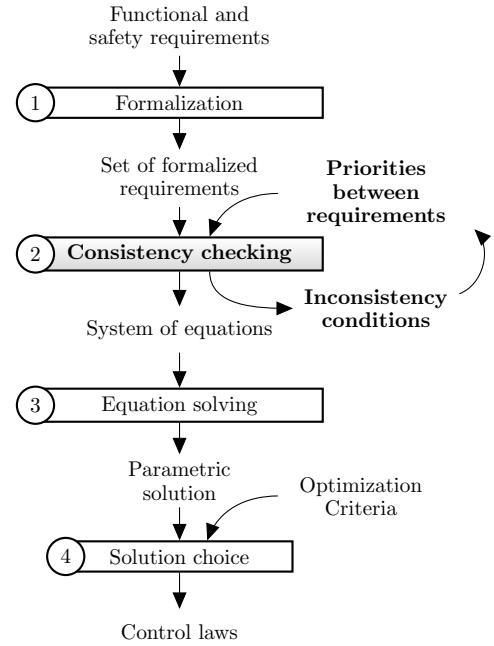 Functional and
safety requirements
1
Formalization
Set of formalized
requirements
Priorities
between
requirements
2
Consistency checking
Inconsistency
conditions
System of equations
3
Equation solving
Parametric
solution
Optimization
Criteria
4
Solution choice
Control laws